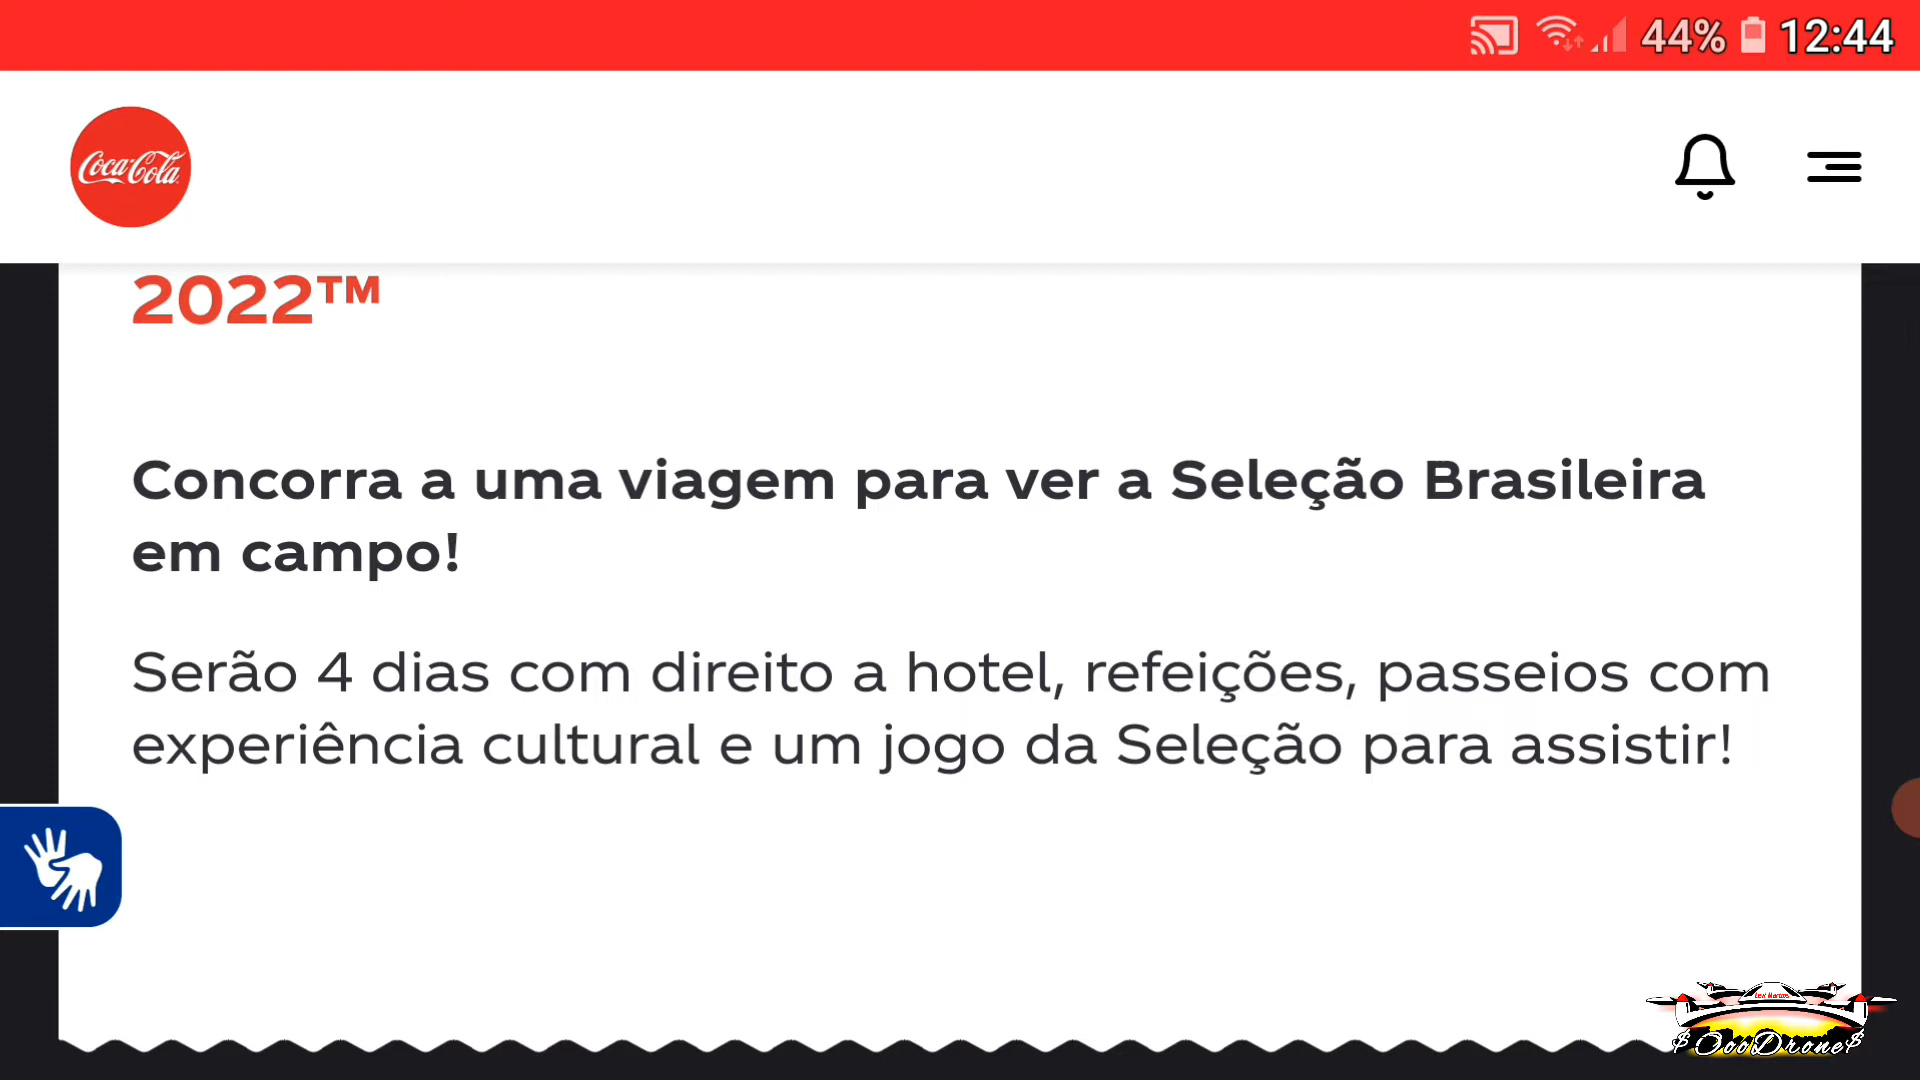 44% 12:44
Coca-Cola
2022™
Concorra a uma viagem para ver a Seleção Brasileira
em campo!
Serão 4 dias com direito a hotel, refeições, passeios com
experiência cultural e um jogo da Seleção para assistir!
$OooDrone$